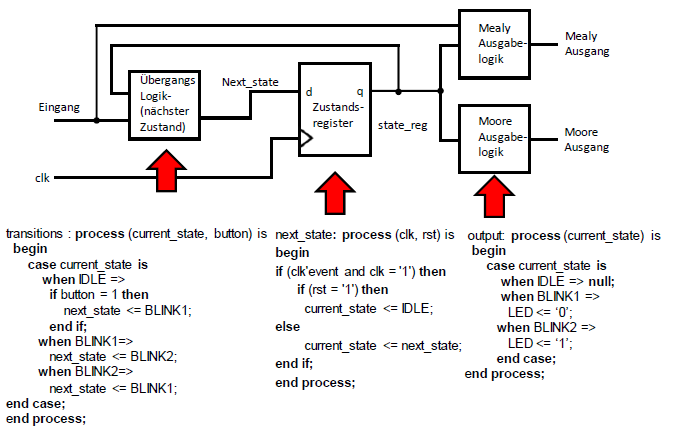 Mealy
Ausgabe-
logik
Mealy
Ausgang
Übergangs
Logik-
(nächster
Zustand)
Next_state
d
q
Zustands-
register
state_reg
Eingang
clk
Moore
Ausgabe-
logik
Moore
Ausgang
transitions : process (current_state, button) is
begin
case current_state is
when IDLE =>
if button = 1 then
next_state <= BLINK1;
end if;
when BLINK1=>
next_state <= BLINK2;
when BLINK2=>
next_state <= BLINK1;
end case;
end process;
next_state: process (clk, rst) is
begin
if (clk'event and clk = '1') then
if (rst = '1') then
current_state <= IDLE;
else
current_state <= next_state;
end if;
end process;
output: process (current_state) is
begin
case current_state is
when IDLE => null;
when BLINK1 =>
LED <= ‘0’;
when BLINK2 =>
LED <= ‘1’;
end case;
end process;